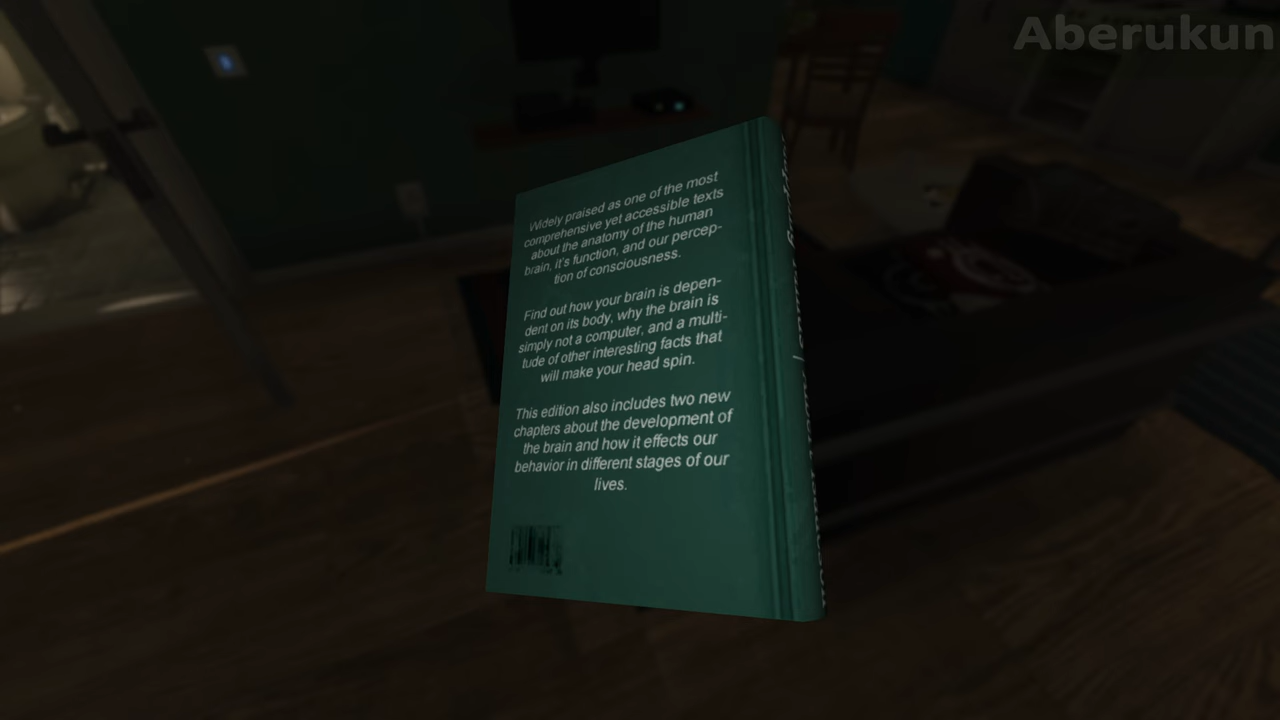 Aberukun
Widely praised as one of the most
comprehensive yet accessible texts
about the anatomy of the human
brain, it's function, and our percep-
tion of consciousness.
Find out how your brain is depen-
dent on its body, why the brain is
simply not a computer, and a multi-
tude of other interesting facts that
will make your head spin.
This edition also includes two new
chapters about the development of
the brain and how it effects our
behavior in different stages of our
lives.